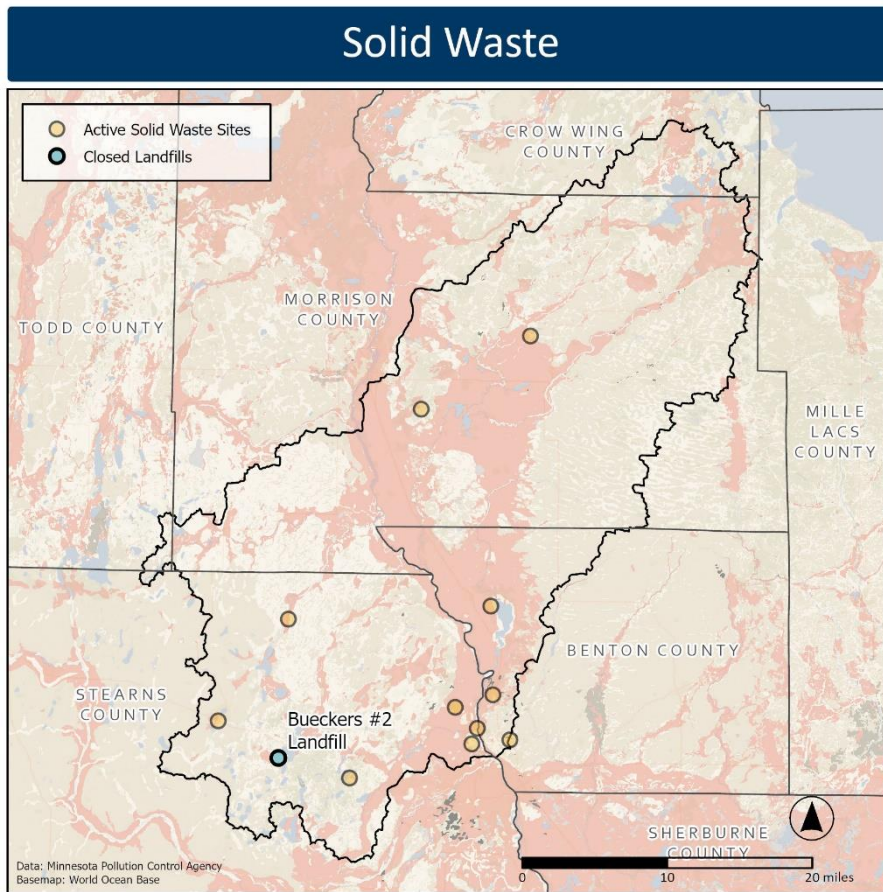 Solid Waste
Active Solid Waste Sites
Closed Landfills
CROW WING
COUNTY
MORRISON
COUNTY
TODD COUNTY
MILLE
LACS
COUNTY
BENTON COUNTY
STEARNS
COUNTY
Bueckers #2
Landfill
SHERBURNE
COUNTY
Data: Minnesota Pollution Control Agency
Basemap: World Ocean Base
0 10 20 miles